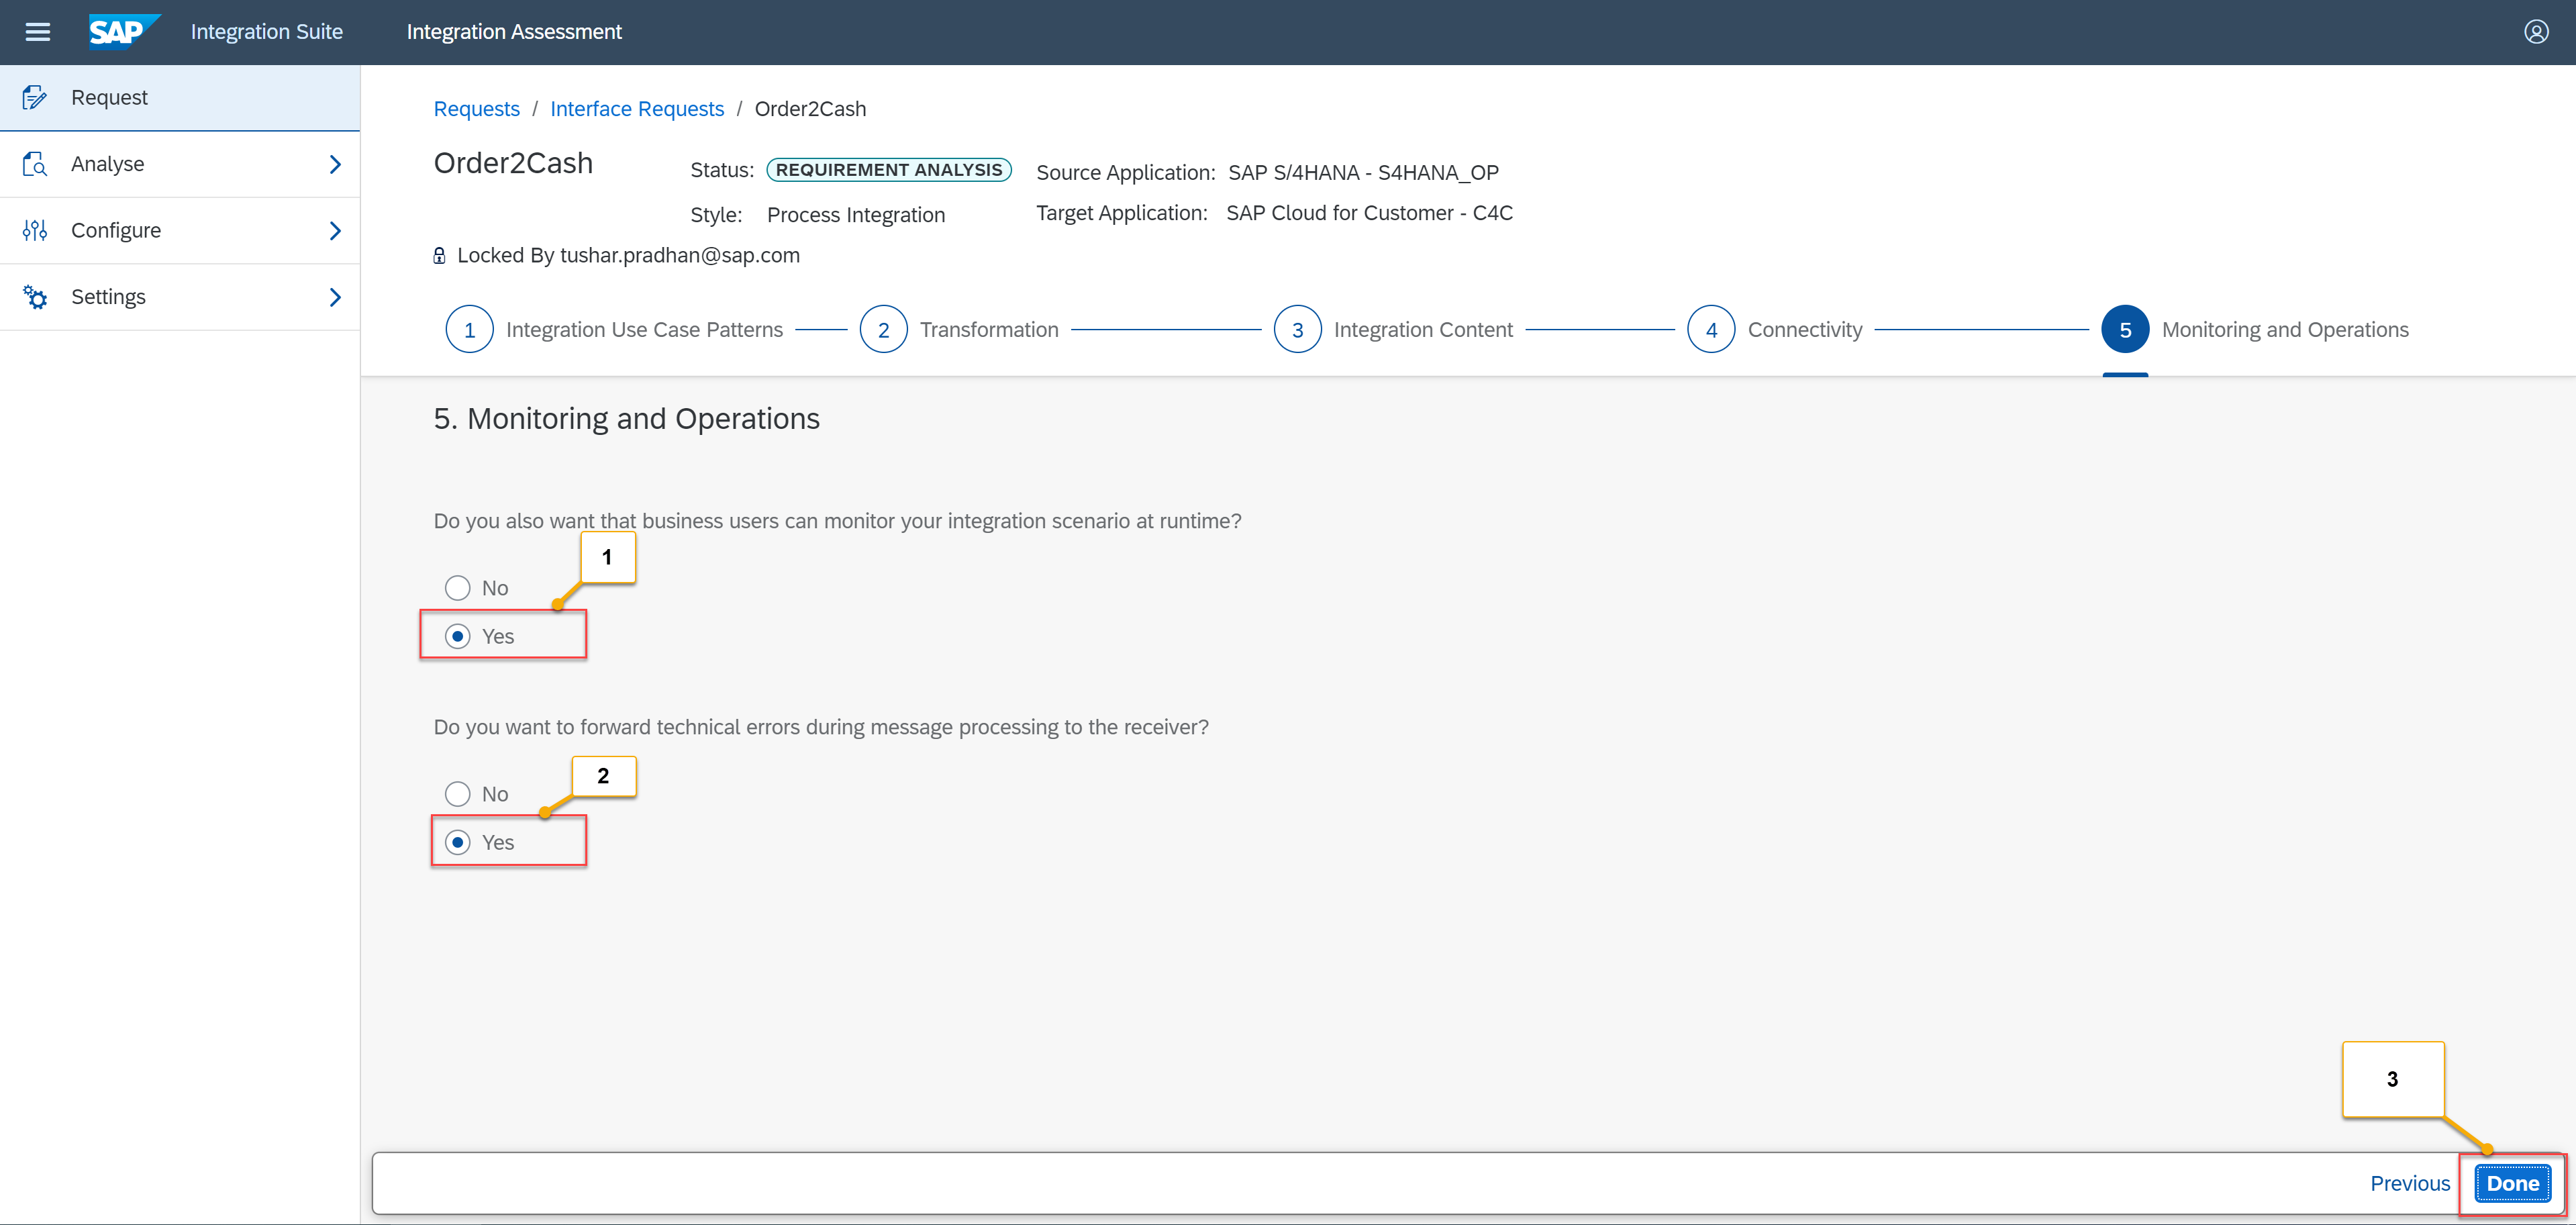 SAP Integration Suite Integration Assessment
Request
Analyse
Configure
Settings
Requests / Interface Requests / Order2Cash
Order2Cash
Status: REQUIREMENT ANALYSIS
Source Application: SAP S/4HANA - S4HANA_OP
Style: Process Integration
Target Application: SAP Cloud for Customer - C4C
Locked By tushar.pradhan@sap.com
1 Integration Use Case Patterns
2 Transformation
3 Integration Content
4 Connectivity
5 Monitoring and Operations
5. Monitoring and Operations
Do you also want that business users can monitor your integration scenario at runtime?
1
No
Yes
Do you want to forward technical errors during message processing to the receiver?
2
No
Yes
3
Previous Done